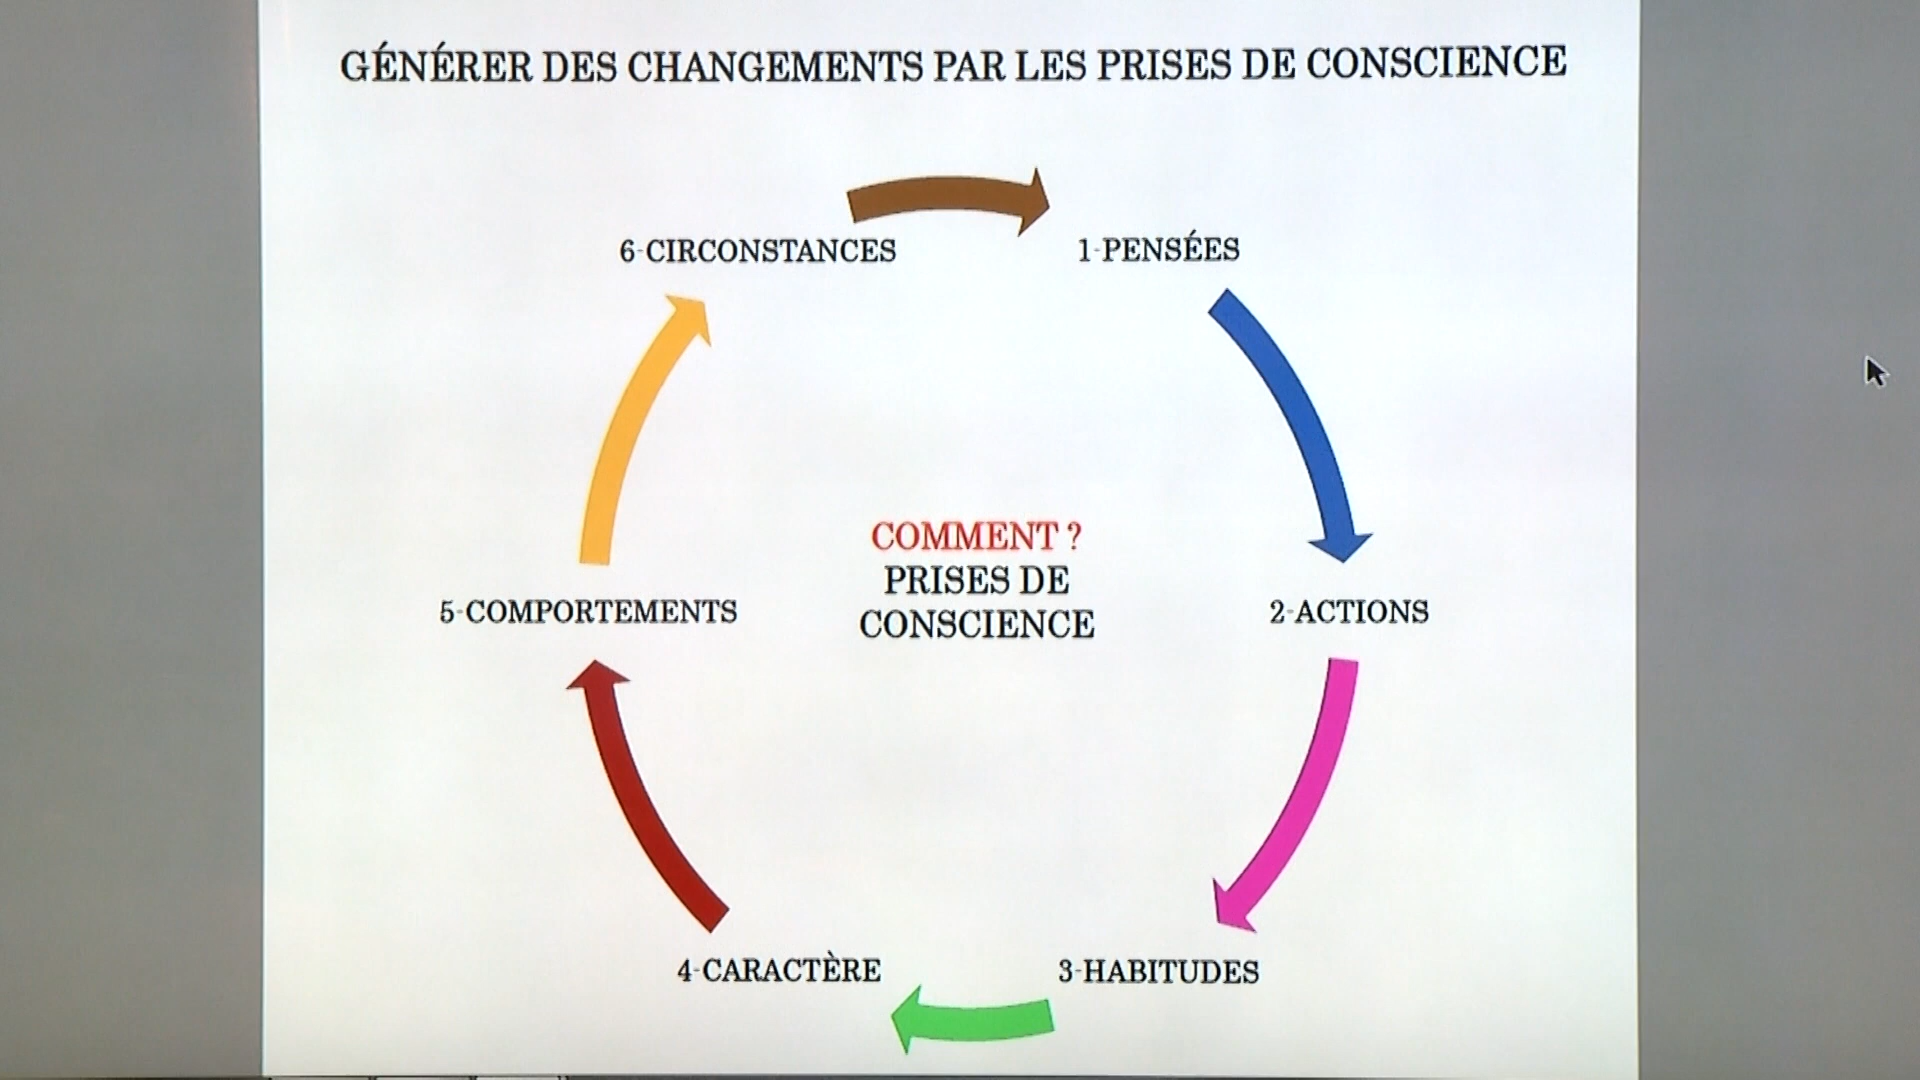 GÉNÉRER DES CHANGEMENTS PAR LES PRISES DE CONSCIENCE
6-CIRCONSTANCES
1-PENSÉES
COMMENT ?
PRISES DE
CONSCIENCE
5-COMPORTEMENTS
2-ACTIONS
4-CARACTÈRE
3-HABITUDES